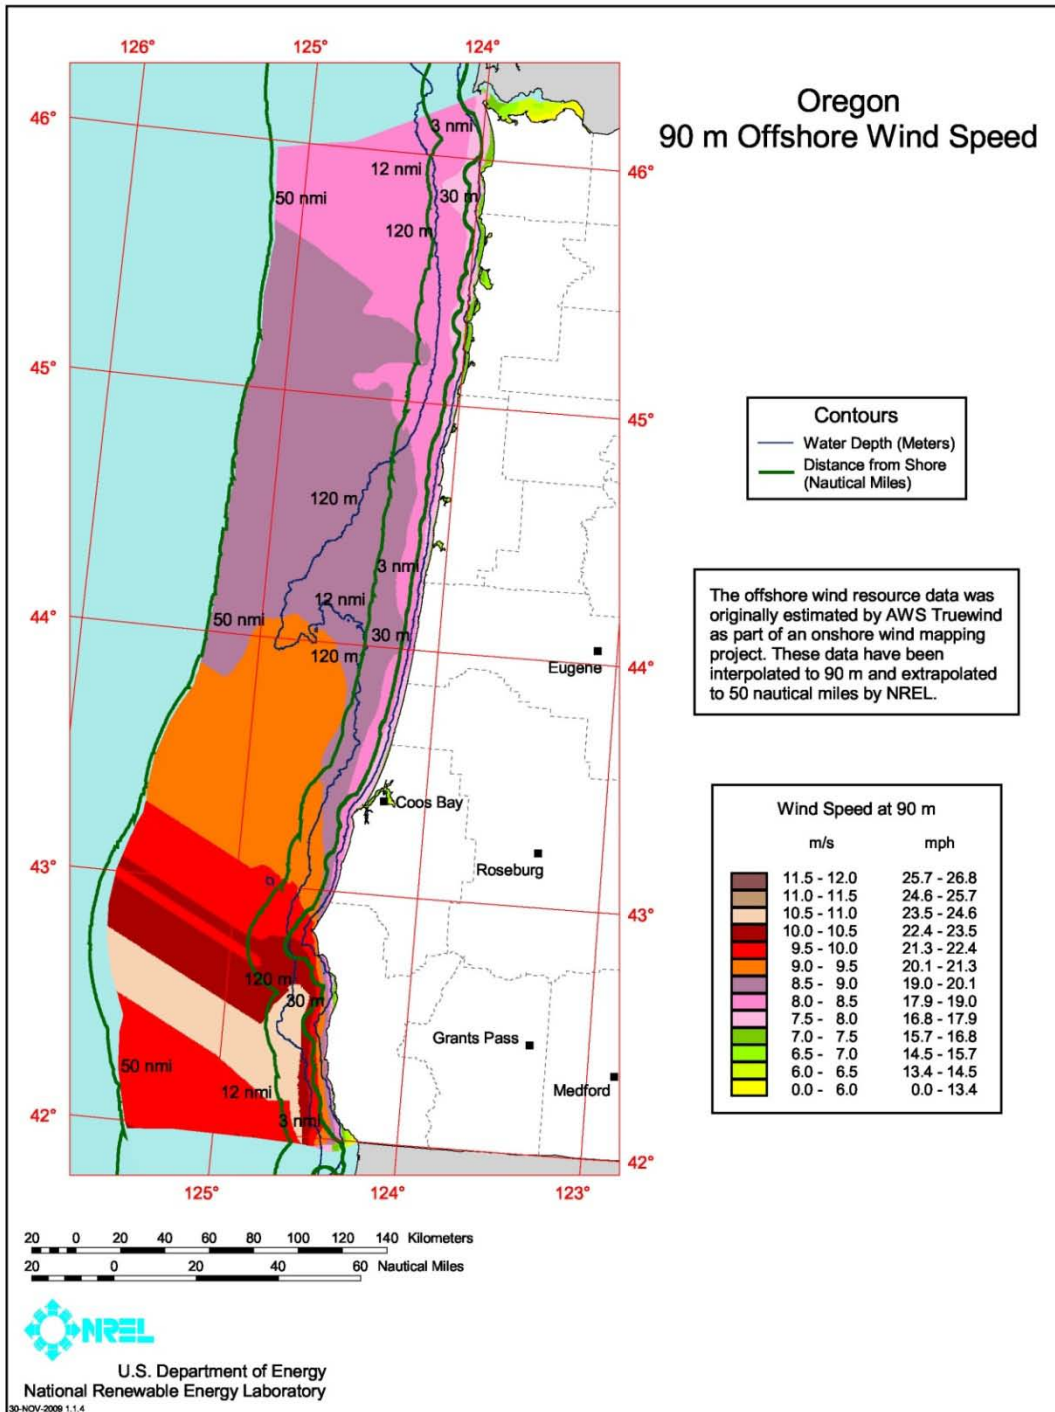 Oregon
90 m Offshore Wind Speed
126°
125°
124°
46°
3 nmi
12 nmi
46°
50 nmi
30 m
120 m
45°
45°
Contours
Water Depth (Meters)
Distance from Shore
(Nautical Miles)
120 m
3 nmi
12 nmi
44°
50 nmi
30 m
120 m
44°
Eugene
The offshore wind resource data was
originally estimated by AWS Truewind
as part of an onshore wind mapping
project. These data have been
interpolated to 90 m and extrapolated
to 50 nautical miles by NREL.
Coos Bay
43°
Roseburg
43°
120 m
30 m
Grants Pass
50 nmi
12 nmi
Medford
42°
3 nmi
42°
125°
124°
123°
Wind Speed at 90 m
m/s mph
11.5 - 12.0 25.7 - 26.8
11.0 - 11.5 24.6 - 25.7
10.5 - 11.0 23.5 - 24.6
10.0 - 10.5 22.4 - 23.5
9.5 - 10.0 21.3 - 22.4
9.0 - 9.5 20.1 - 21.3
8.5 - 9.0 19.0 - 20.1
8.0 - 8.5 17.9 - 19.0
7.5 - 8.0 16.8 - 17.9
7.0 - 7.5 15.7 - 16.8
6.5 - 7.0 14.5 - 15.7
6.0 - 6.5 13.4 - 14.5
0.0 - 6.0 0.0 - 13.4
20 0 20 40 60 80 100 120 140 Kilometers
20 0 20 40 60 Nautical Miles
NREL
U.S. Department of Energy
National Renewable Energy Laboratory
30-NOV-2009 1.1.4